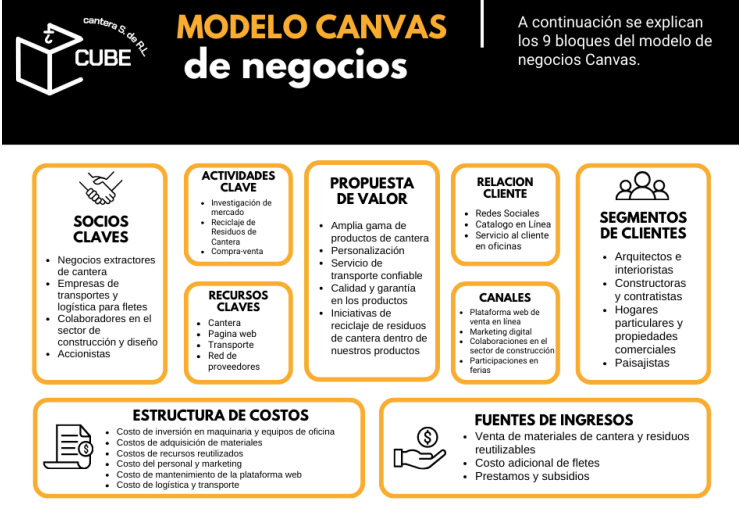 cantera S. de R.L
CUBE
MODELO CANVAS
de negocios
A continuación se explican
los 9 bloques del modelo de
negocios Canvas.
SOCIOS
CLAVES
• Negocios extractores
de cantera
• Empresas de
transportes y
logística para fletes
• Colaboradores en el
sector de
construcción y diseño
• Accionistas
ACTIVIDADES
CLAVE
• Investigación de
mercado
• Reciclaje de
Residuos de
Cantera
• Compra-venta
RECURSOS
CLAVES
• Cantera
• Pagina web
• Transporte
• Red de
proveedores
PROPUESTA
DE VALOR
• Amplia gama de
productos de cantera
• Personalización
• Servicio de
transporte confiable
• Calidad y garantía
en los productos
• Iniciativas de
reciclaje de residuos
de cantera dentro de
nuestros productos
RELACION
CLIENTE
• Redes Sociales
• Catalogo en Línea
• Servicio al cliente
en oficinas
CANALES
• Plataforma web de
venta en línea
• Marketing digital
• Colaboraciones en el
sector de construcción
• Participaciones en
ferias
SEGMENTOS
DE CLIENTES
• Arquitectos e
interioristas
• Constructoras
y contratistas
• Hogares
particulares y
propiedades
comerciales
• Paisajistas
ESTRUCTURA DE COSTOS
• Costo de inversión en maquinaria y equipos de oficina
• Costos de adquisición de materiales
• Costos de recursos reutilizados
• Costo del personal y marketing
• Costo de mantenimiento de la plataforma web
• Costo de logística y transporte
FUENTES DE INGRESOS
• Venta de materiales de cantera y residuos
reutilizables
• Costo adicional de fletes
• Prestamos y subsidios